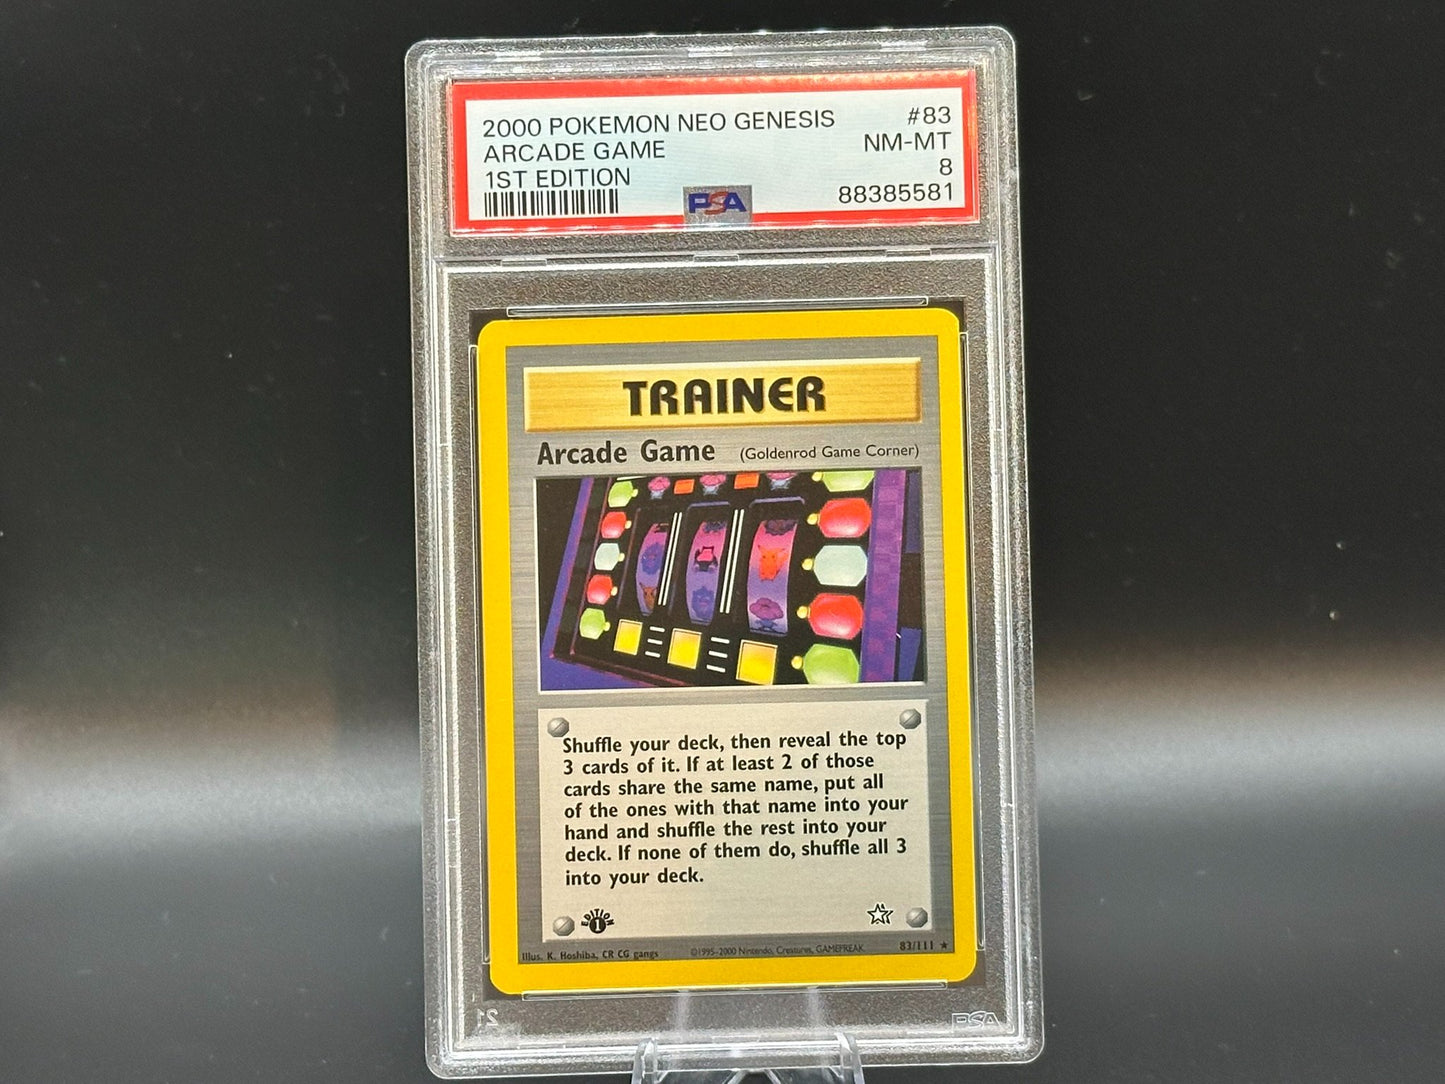 2000 POKEMON NEO GENESIS #83
ARCADE GAME NM-MT
1ST EDITION 8
PSA 88385581
TRAINER
Arcade Game (Goldenrod Game Corner)
Shuffle your deck, then reveal the top
3 cards of it. If at least 2 of those
cards share the same name, put all
of the ones with that name into your
hand and shuffle the rest into your
deck. If none of them do, shuffle all 3
into your deck.
EDITION
1
Illus. K. Hoshiba, CR CG gangs ©1995-2000 Nintendo, Creatures, GAMEFREAK. 83/111 ★
PSA